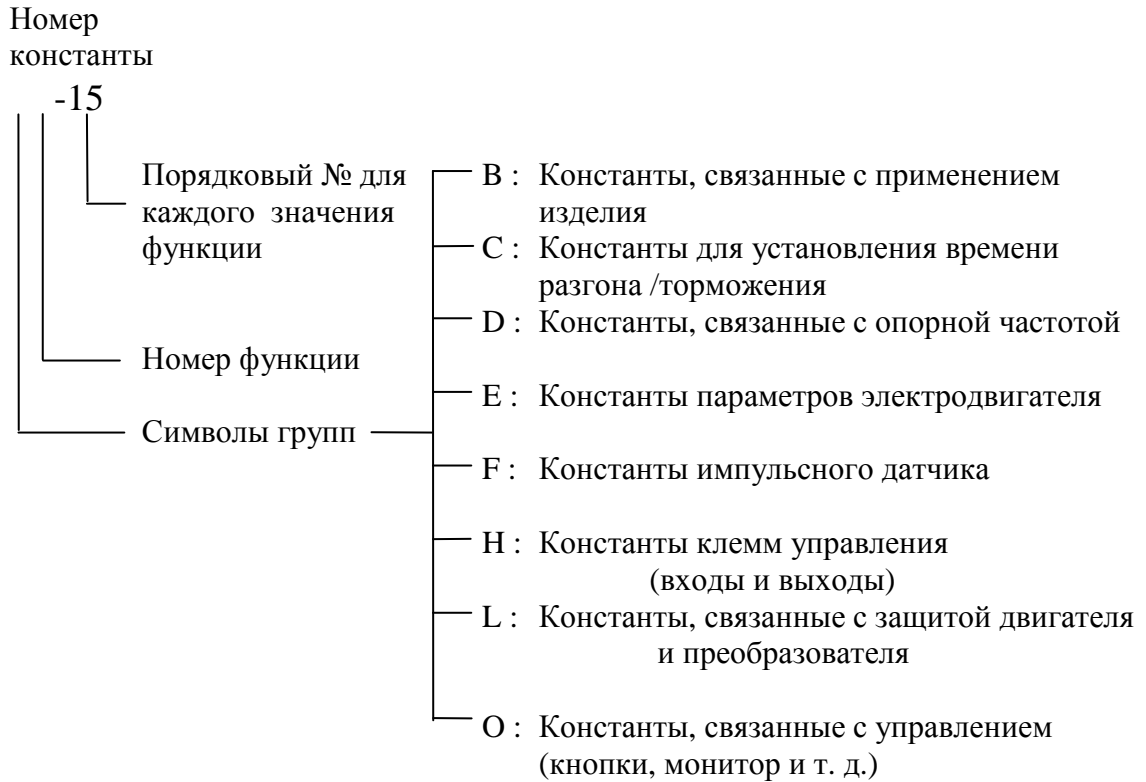 Номер
константы
-15
Порядковый № для
каждого значения
функции
Номер функции
Символы групп
B : Константы, связанные с применением
изделия
C : Константы для установления времени
разгона /торможения
D : Константы, связанные с опорной частотой
E : Константы параметров электродвигателя
F : Константы импульсного датчика
H : Константы клемм управления
(входы и выходы)
L : Константы, связанные с защитой двигателя
и преобразователя
O : Константы, связанные с управлением
(кнопки, монитор и т. д.)